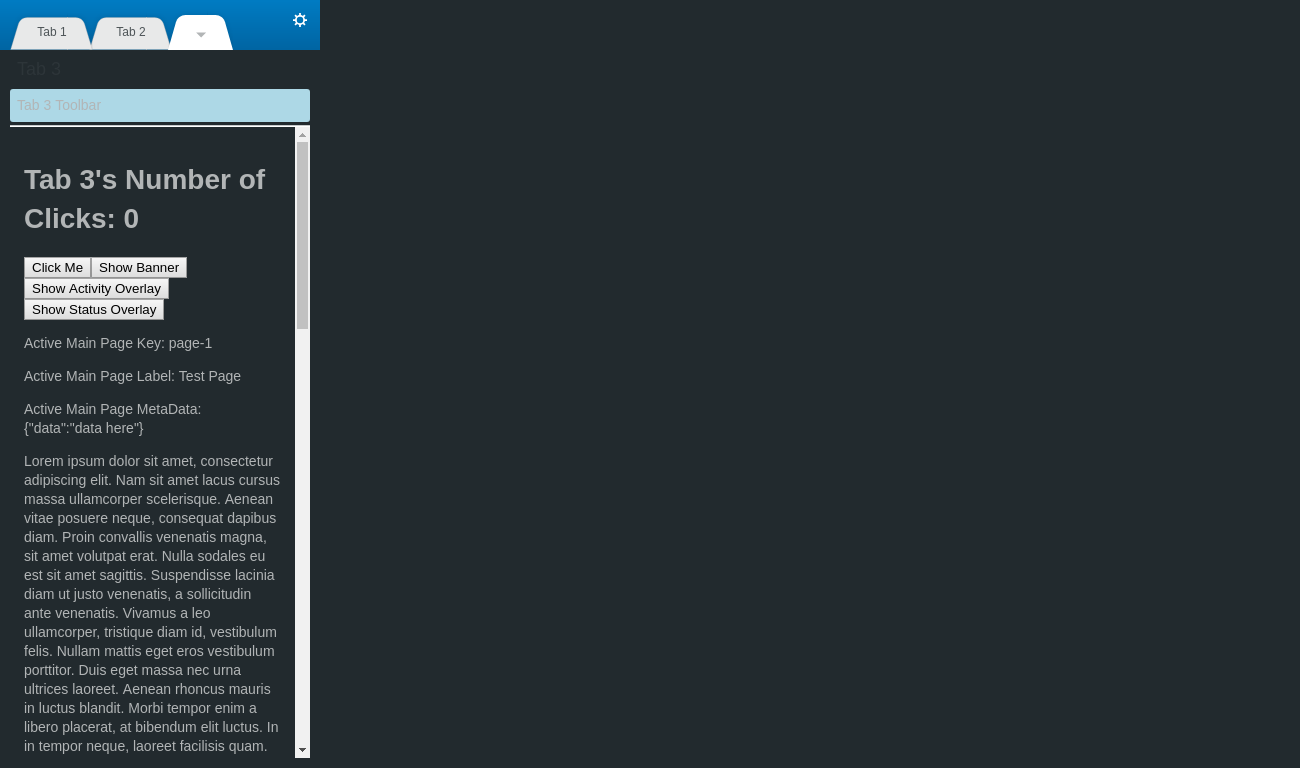 Tab 1
Tab 2
Tab 3
Tab 3 Toolbar
Tab 3's Number of
Clicks: 0
Click Me
Show Banner
Show Activity Overlay
Show Status Overlay
Active Main Page Key: page-1
Active Main Page Label: Test Page
Active Main Page MetaData:
{"data":"data here"}
Lorem ipsum dolor sit amet, consectetur
adipiscing elit. Nam sit amet lacus cursus
massa ullamcorper scelerisque. Aenean
vitae posuere neque, consequat dapibus
diam. Proin convallis venenatis magna,
sit amet volutpat erat. Nulla sodales eu
est sit amet sagittis. Suspendisse lacinia
diam ut justo venenatis, a sollicitudin
ante venenatis. Vivamus a leo
ullamcorper, tristique diam id, vestibulum
felis. Nullam mattis eget eros vestibulum
porttitor. Duis eget massa nec urna
ultrices laoreet. Aenean rhoncus mauris
in luctus blandit. Morbi tempor enim a
libero placerat, at bibendum elit luctus. In
in tempor neque, laoreet facilisis quam.